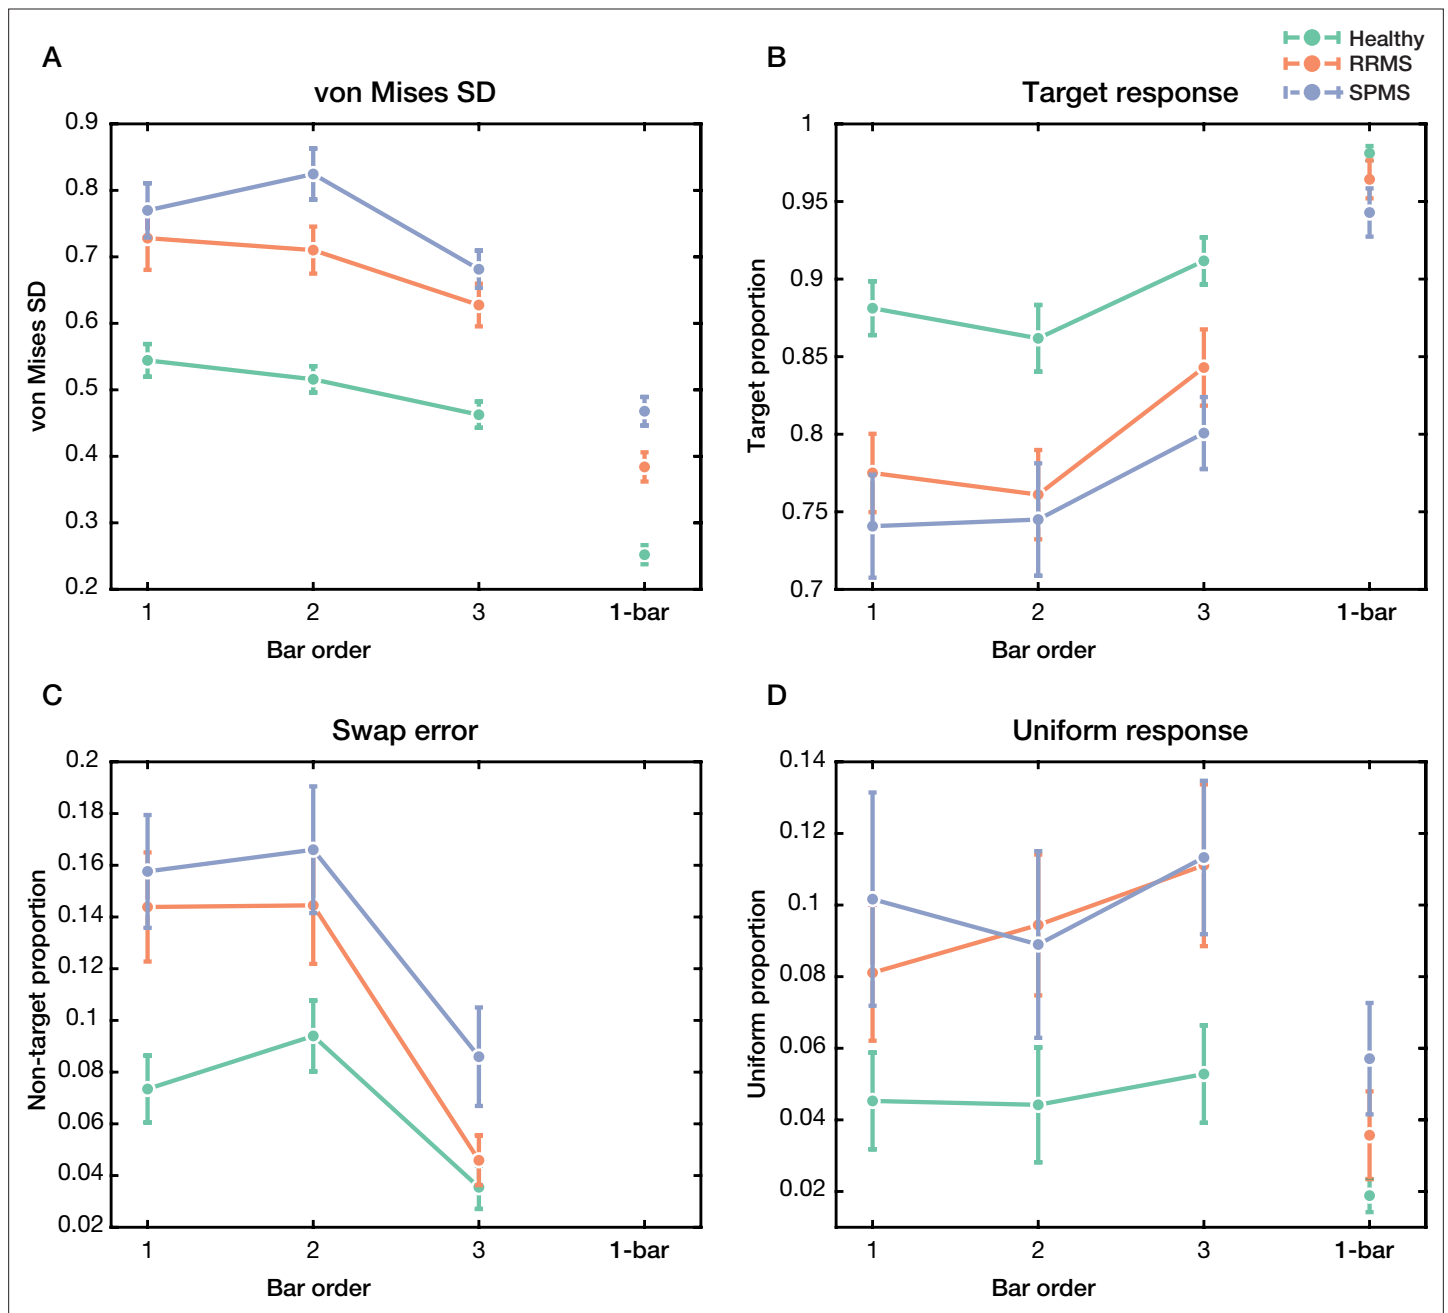 A
von Mises SD
von Mises SD
0.9
0.8
0.7
0.6
0.5
0.4
0.3
0.2
1 2 3 1-bar
Bar order
B
Target response
Healthy
RRMS
SPMS
Target proportion
1
0.95
0.9
0.85
0.8
0.75
0.7
1 2 3 1-bar
Bar order
C
Swap error
Non-target proportion
0.2
0.18
0.16
0.14
0.12
0.1
0.08
0.06
0.04
0.02
1 2 3 1-bar
Bar order
D
Uniform response
Uniform proportion
0.14
0.12
0.1
0.08
0.06
0.04
0.02
1 2 3 1-bar
Bar order